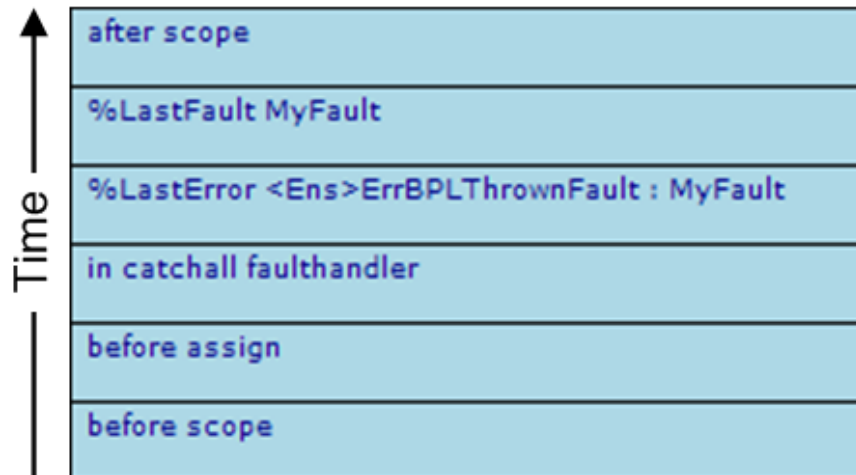 after scope
%LastFault MyFault
%LastError <Ens>ErrBPLThrownFault : MyFault
in catchall faulthandler
before assign
before scope
Time